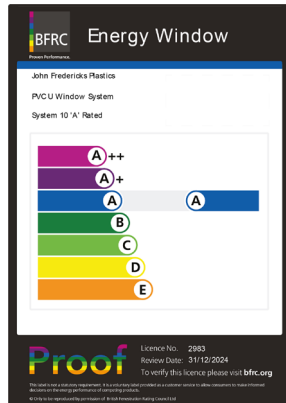 BFRC
Energy Window
Proven Performance.
John Fredericks Plastics
PVCU Window System
System 10 'A' Rated
A++
A+
A A
B
C
D
E
Proof
Licence No. 2983
Review Date: 31/12/2024
To verify this licence please visit bfrc.org
This label is not a statutory requirement. It is a voluntary label provided as a customer service to allow consumers to make informed
decisions on the energy performance of competing products.
© Only to be reproduced by permission of British Fenestration Rating Council Ltd